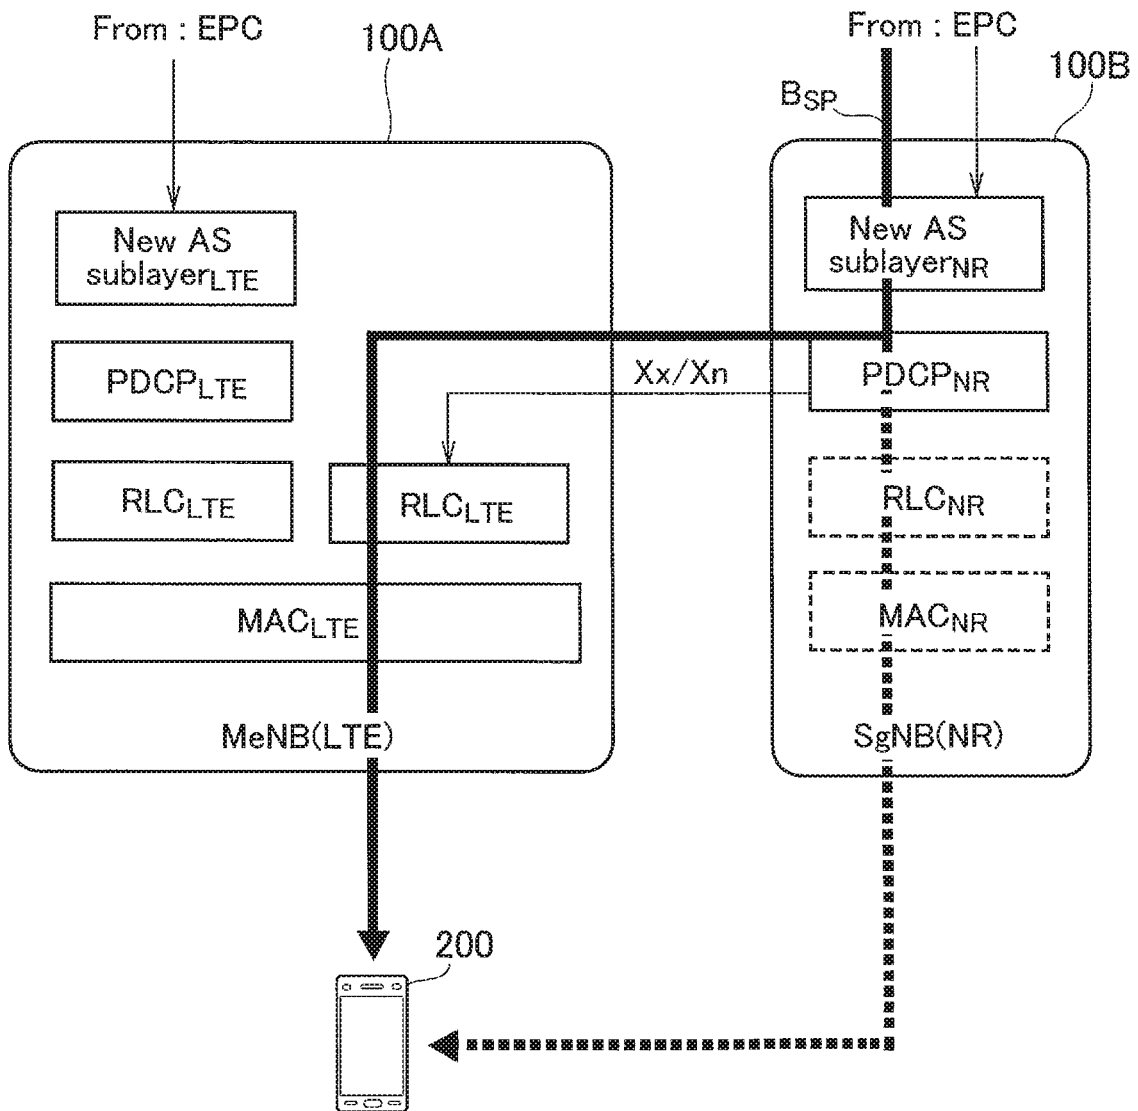 From : EPC
100A
From : EPC
100B
BSP
New AS
sublayerLTE
New AS
sublayerNR
PDCPLTE
Xx/Xn
PDCPNR
RLCLTE
RLCLTE
RLCNR
MACLTE
MACNR
MeNB(LTE)
SgNB(NR)
200